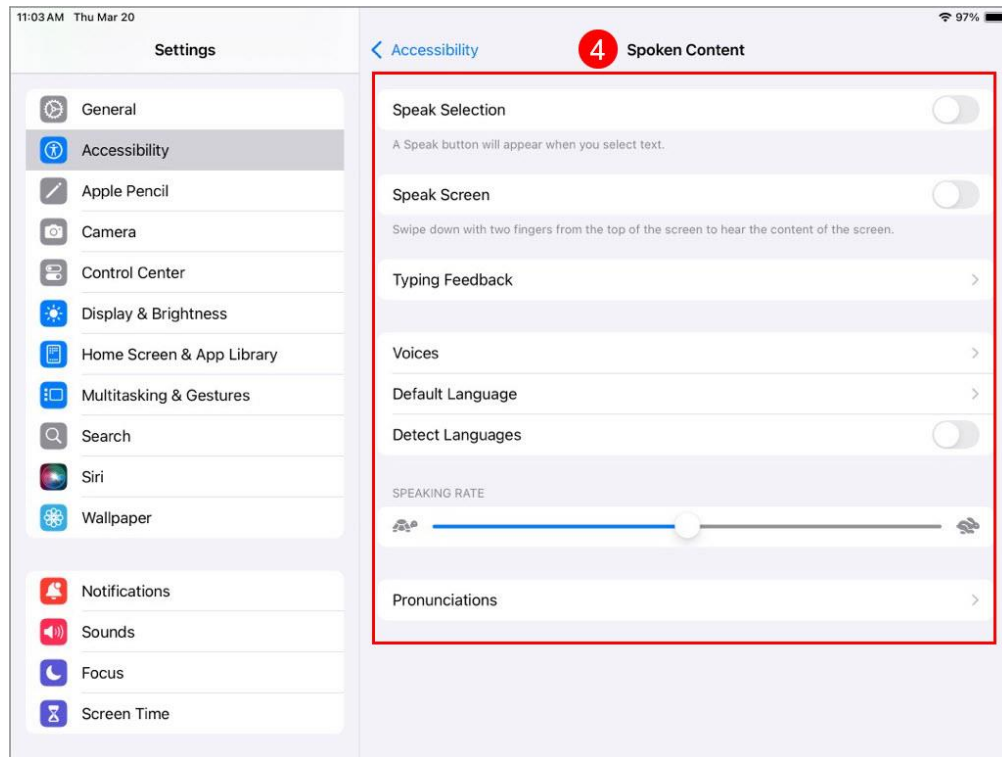 11:03 AM Thu Mar 20
97%
Settings
General
Accessibility
Apple Pencil
Camera
Control Center
Display & Brightness
Home Screen & App Library
Multitasking & Gestures
Search
Siri
Wallpaper
Notifications
Sounds
Focus
Screen Time
Accessibility
4
Spoken Content
Speak Selection
A Speak button will appear when you select text.
Speak Screen
Swipe down with two fingers from the top of the screen to hear the content of the screen.
Typing Feedback
Voices
Default Language
Detect Languages
SPEAKING RATE
Pronunciations